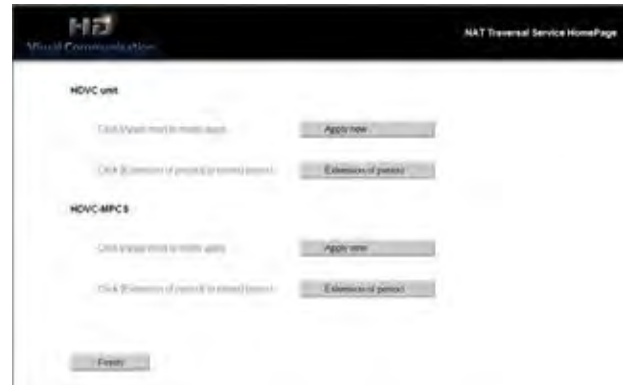 HD
Visual Communication
NAT Traversal Service HomePage
HDVC unit
Click [Apply now] to newly apply.
Apply now
Click [Extension of period] to extend period.
Extension of period
HDVC-MPCS
Click [Apply now] to newly apply.
Apply now
Click [Extension of period] to extend period.
Extension of period